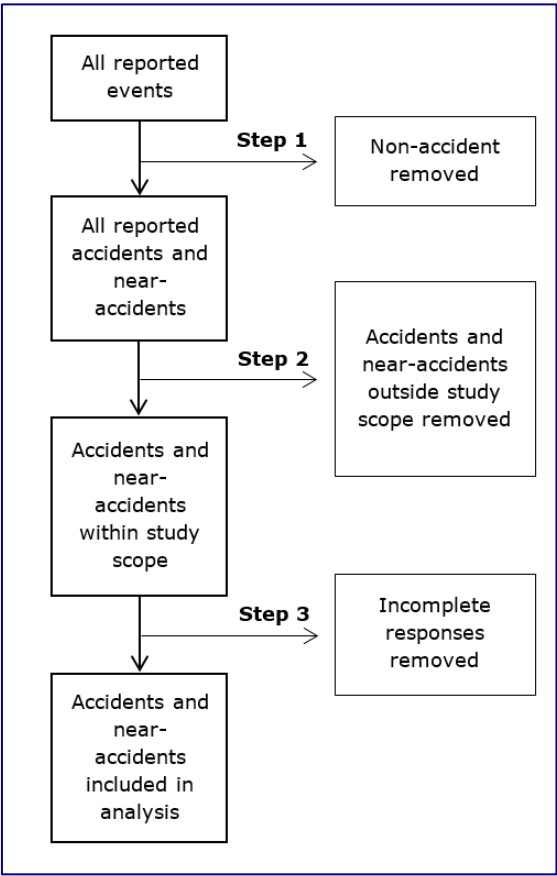 All reported
events
Step 1
Non-accident
removed
All reported
accidents and
near-
accidents
Step 2
Accidents and
near-accidents
outside study
scope removed
Accidents and
near-
accidents
within study
scope
Step 3
Incomplete
responses
removed
Accidents and
near-
accidents
included in
analysis